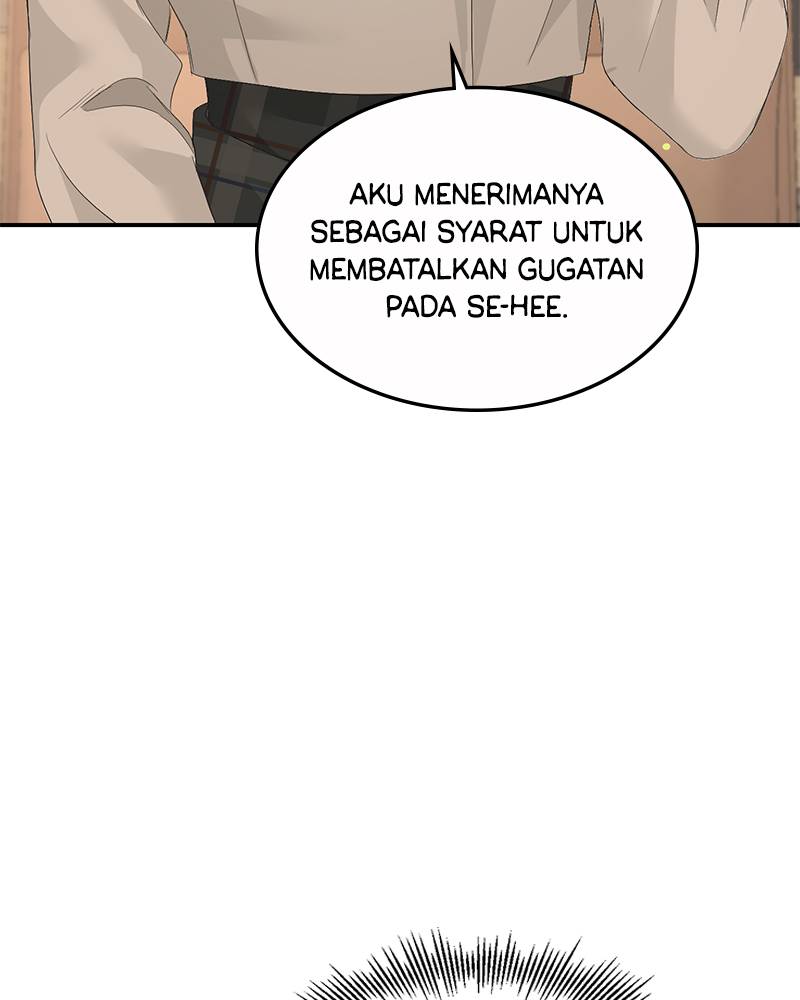 AKU MENERIMANYA
SEBAGAI SYARAT UNTUK
MEMBATALKAN GUGATAN
PADA SE-HEE.